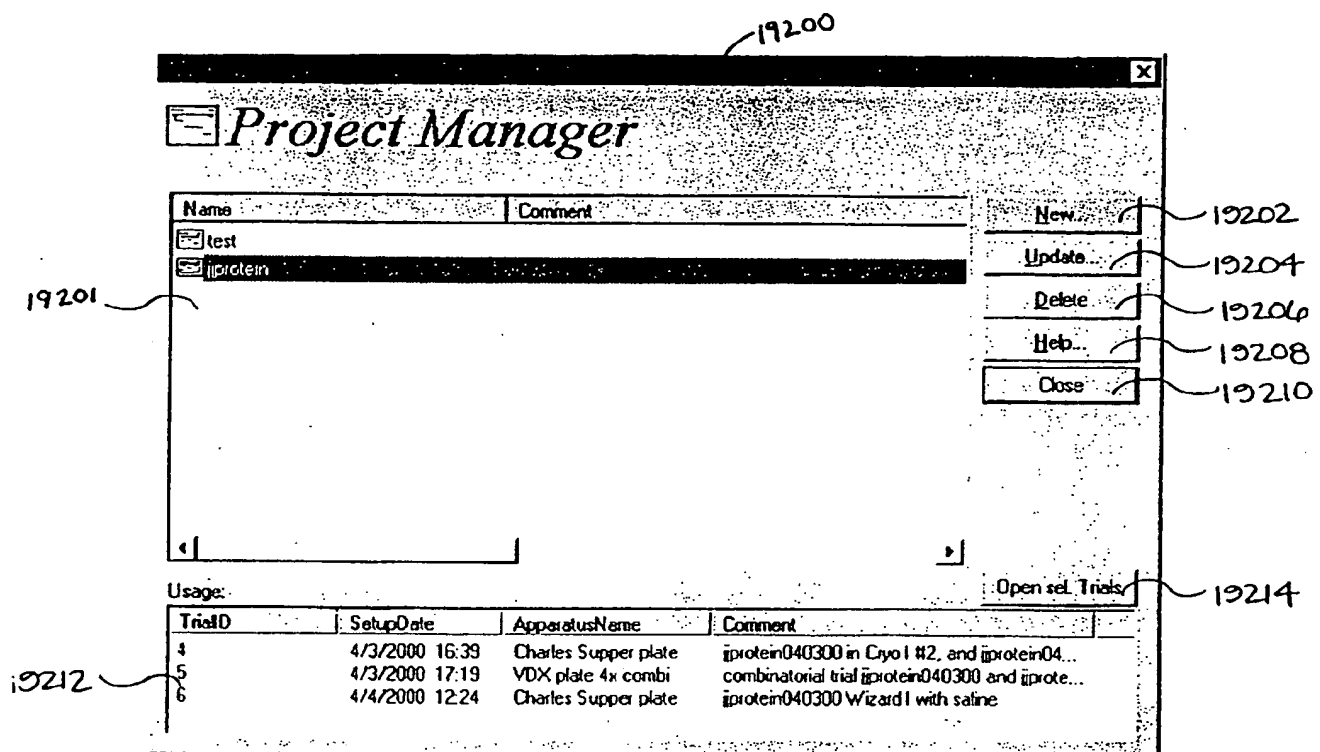 19200
Project Manager
Name Comment
New... 19202
test
Update... 19204
jjprotein
19201
Delete 19206
Help... 19208
Close 19210
Usage:
Open sel. Trials 19214
TrialID SetupDate ApparatusName Comment
4 4/3/2000 16:39 Charles Supper plate jjprotein040300 in Cryo I #2, and jjprotein04...
5 4/3/2000 17:19 VDX plate 4x combi combinatorial trial jjprotein040300 and jjprote...
19212
6 4/4/2000 12:24 Charles Supper plate jjprotein040300 Wizard I with saline